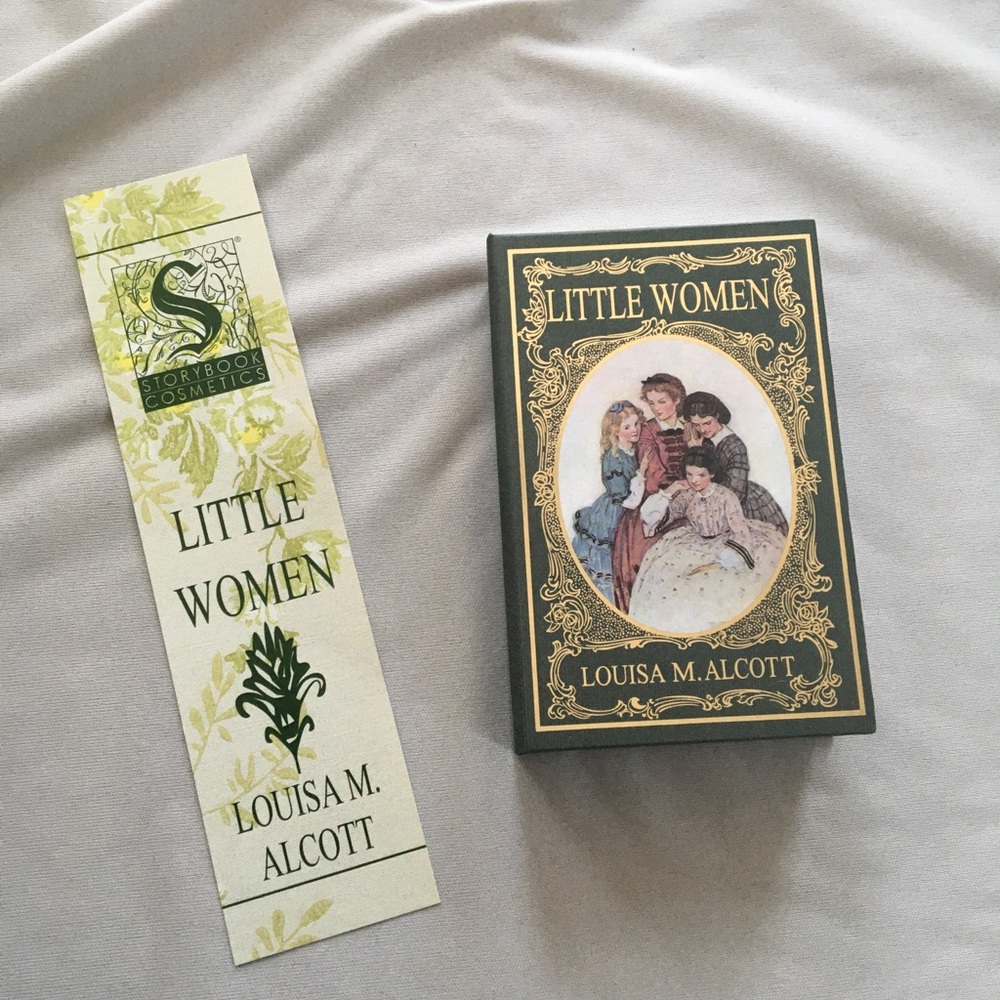 S
STORYBOOK
COSMETICS
®
LITTLE
WOMEN
LOUISA M.
ALCOTT
LITTLE WOMEN
LOUISA M. ALCOTT